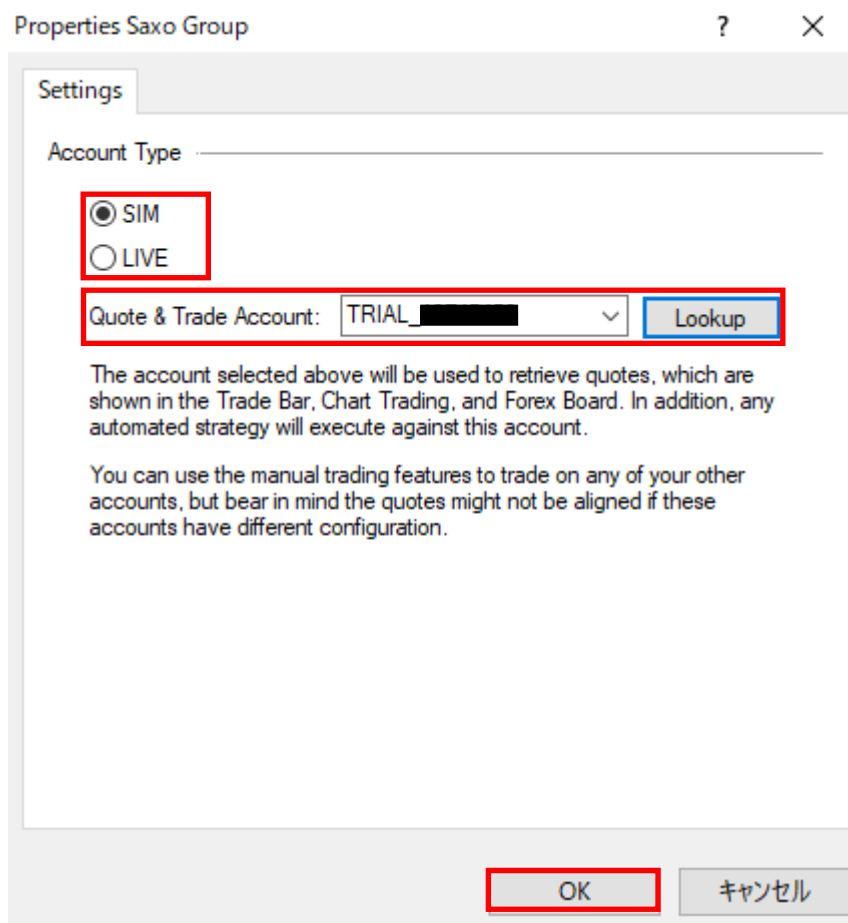 Properties Saxo Group
Settings
Account Type
SIM
LIVE
Quote & Trade Account: TRIAL_ Lookup
The account selected above will be used to retrieve quotes, which are
shown in the Trade Bar, Chart Trading, and Forex Board. In addition, any
automated strategy will execute against this account.
You can use the manual trading features to trade on any of your other
accounts, but bear in mind the quotes might not be aligned if these
accounts have different configuration.
OK キャンセル